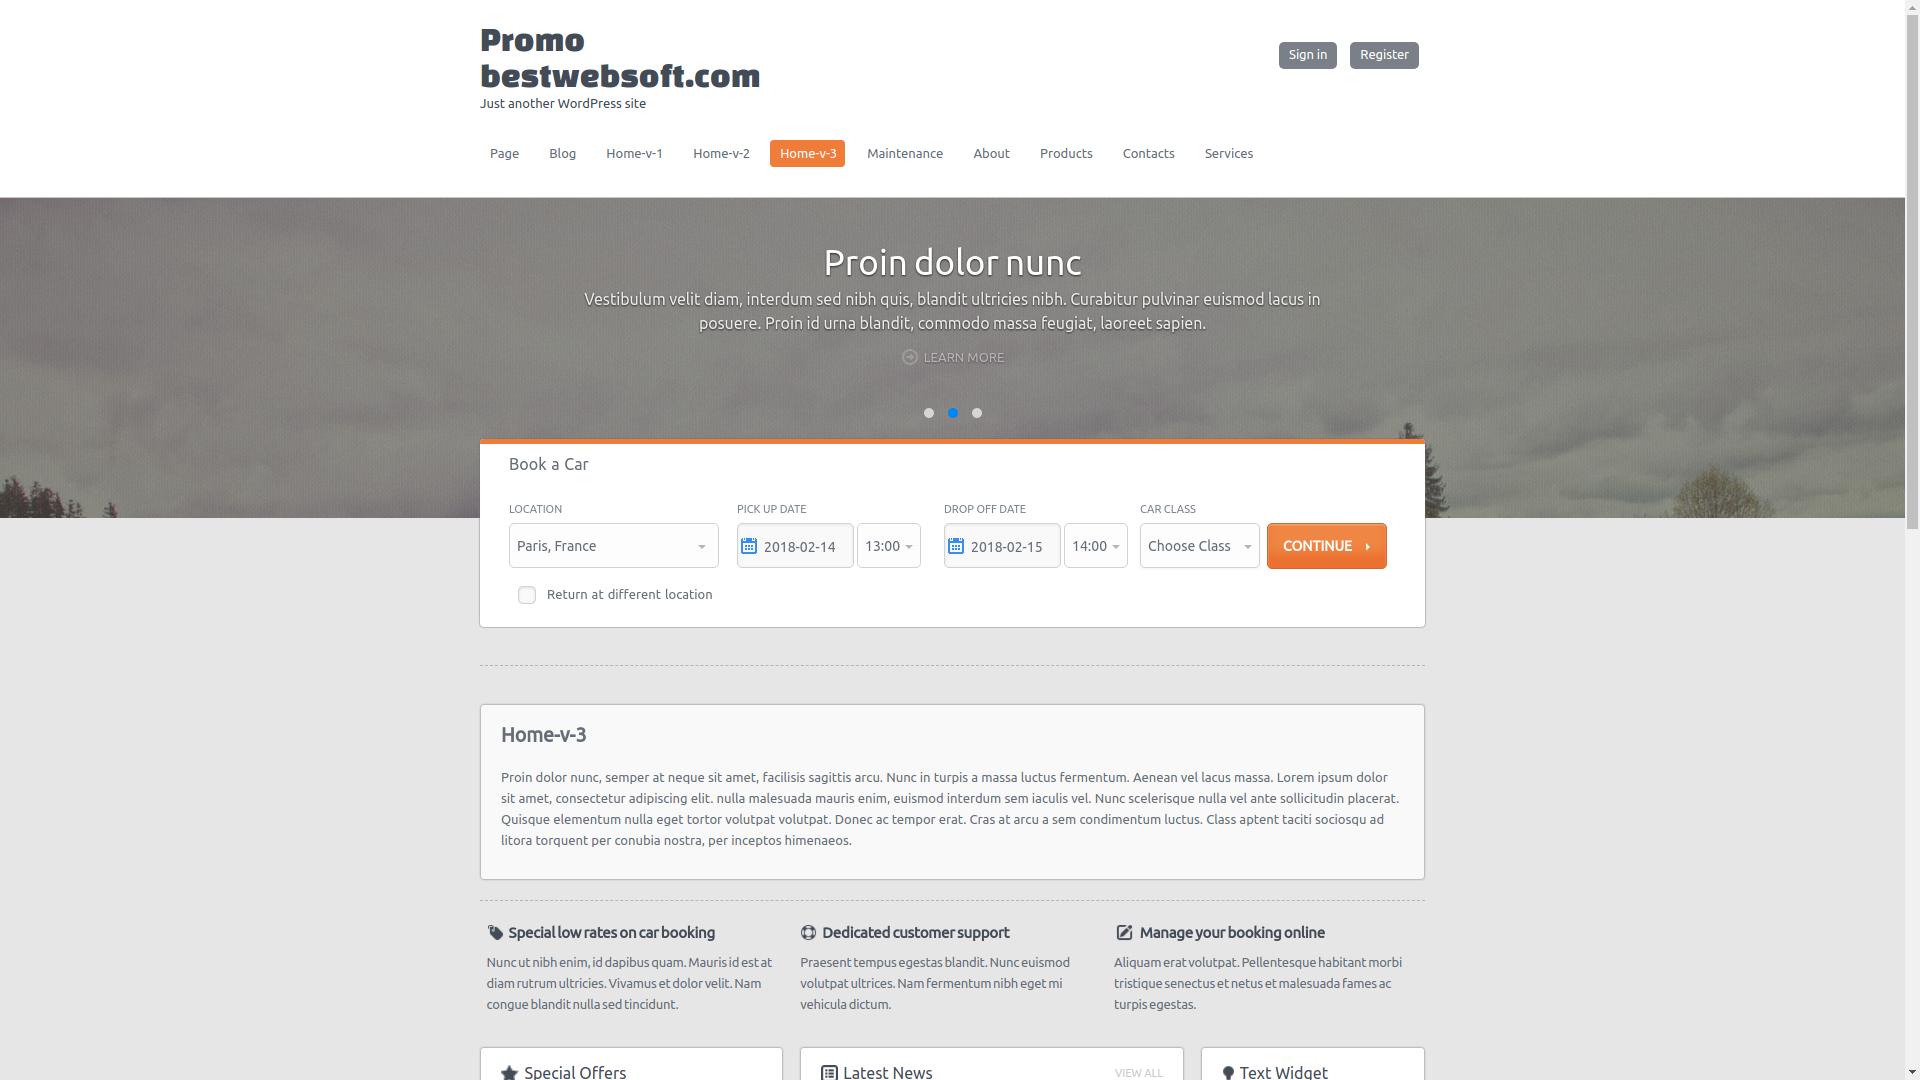 Promo
bestwebsoft.com
Just another WordPress site
Sign in
Register
Page
Blog
Home-v-1
Home-v-2
Home-v-3
Maintenance
About
Products
Contacts
Services
Proin dolor nunc
Vestibulum velit diam, interdum sed nibh quis, blandit ultricies nibh. Curabitur pulvinar euismod lacus in
posuere. Proin id urna blandit, commodo massa feugiat, laoreet sapien.
LEARN MORE
Book a Car
LOCATION
PICK UP DATE
DROP OFF DATE
CAR CLASS
Paris, France
2018-02-14
13:00
2018-02-15
14:00
Choose Class
CONTINUE
Return at different location
Home-v-3
Proin dolor nunc, semper at neque sit amet, facilisis sagittis arcu. Nunc in turpis a massa luctus fermentum. Aenean vel lacus massa. Lorem ipsum dolor
sit amet, consectetur adipiscing elit. nulla malesuada mauris enim, euismod interdum sem iaculis vel. Nunc scelerisque nulla vel ante sollicitudin placerat.
Quisque elementum nulla eget tortor volutpat volutpat. Donec ac tempor erat. Cras at arcu a sem condimentum luctus. Class aptent taciti sociosqu ad
litora torquent per conubia nostra, per inceptos himenaeos.
Special low rates on car booking
Nunc ut nibh enim, id dapibus quam. Mauris id est at
diam rutrum ultricies. Vivamus et dolor velit. Nam
congue blandit nulla sed tincidunt.
Dedicated customer support
Praesent tempus egestas blandit. Nunc euismod
volutpat ultrices. Nam fermentum nibh eget mi
vehicula dictum.
Manage your booking online
Aliquam erat volutpat. Pellentesque habitant morbi
tristique senectus et netus et malesuada fames ac
turpis egestas.
Special Offers
Latest News
VIEW ALL
Text Widget